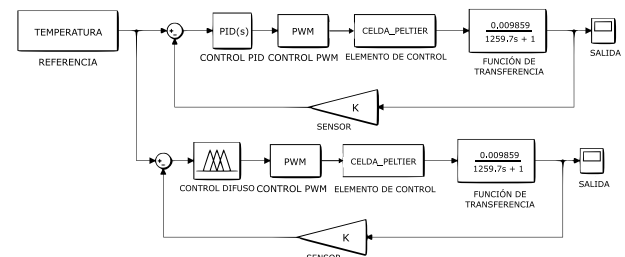 TEMPERATURA
REFERENCIA
PID(s)
CONTROL PID
PWM
CONTROL PWM
CELDA_PELTIER
ELEMENTO DE CONTROL
0.009859
1259.7s + 1
FUNCIÓN DE
TRANSFERENCIA
SALIDA
K
SENSOR
CONTROL DIFUSO
PWM
CONTROL PWM
CELDA_PELTIER
ELEMENTO DE CONTROL
0.009859
1259.7s + 1
FUNCIÓN DE
TRANSFERENCIA
SALIDA
K
SENSOR